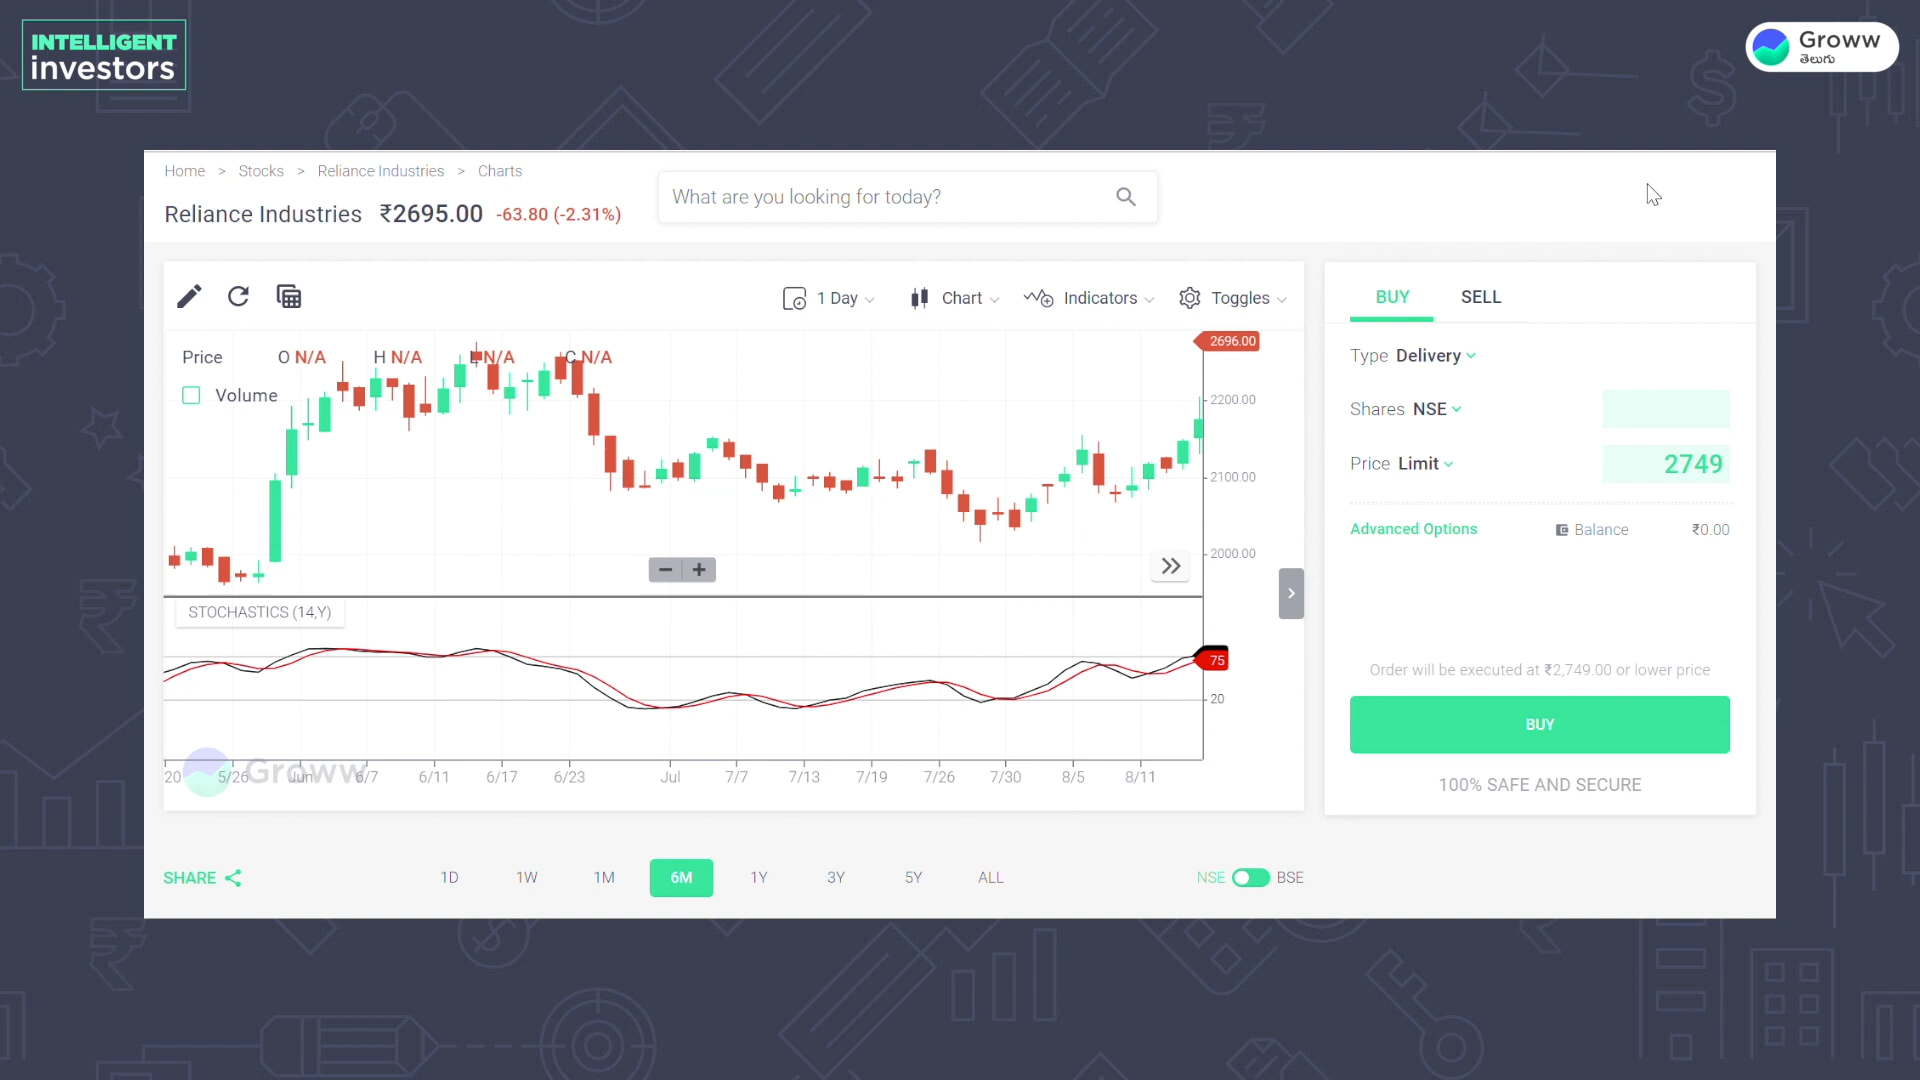 INTELLIGENT
investors
Groww
తెలుగు
Home > Stocks > Reliance Industries > Charts
Reliance Industries ₹2695.00 -63.80 (-2.31%)
What are you looking for today?
1 Day
Chart
Indicators
Toggles
Price O N/A H N/A L N/A C N/A
Volume
2696.00
2200.00
2100.00
2000.00
STOCHASTICS (14,Y)
75
20
Groww
20 5/26 Jun 6/7 6/11 6/17 6/23 Jul 7/7 7/13 7/19 7/26 7/30 8/5 8/11
SHARE
1D 1W 1M 6M 1Y 3Y 5Y ALL
NSE BSE
BUY SELL
Type Delivery
Shares NSE
Price Limit 2749
Advanced Options Balance ₹0.00
Order will be executed at ₹2,749.00 or lower price
BUY
100% SAFE AND SECURE